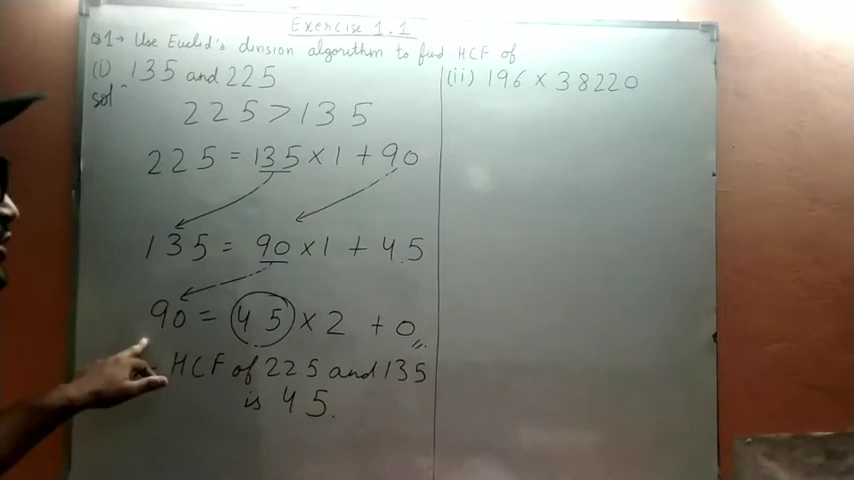 Exercise 1.1
Q1→ Use Euclid's division algorithm to find HCF of
(i) 135 and 225
sol
225 > 135
225 = 135 × 1 + 90
135 = 90 × 1 + 45
90 = 45 × 2 + 0
HCF of 225 and 135
is 45.
(ii) 196 × 38220